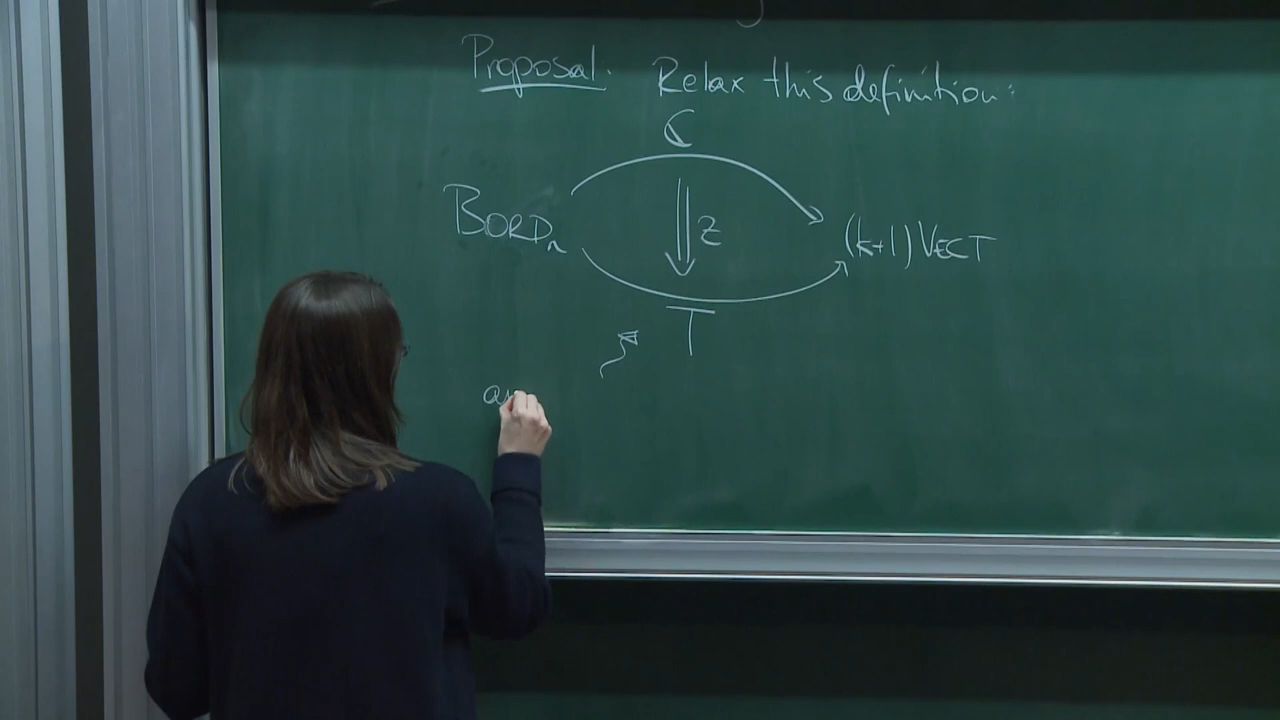 Proposal: Relax this definition:
ℂ
BORDₙ Z (k+1)VECT
T